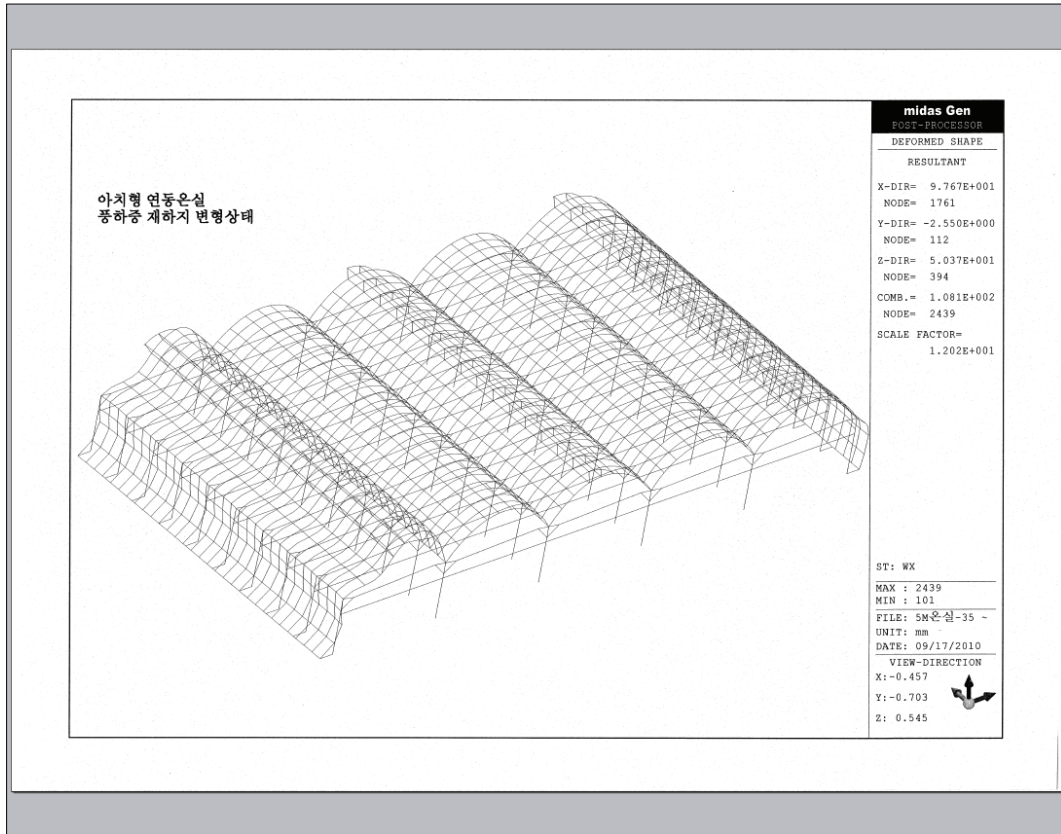 아치형 연동온실
풍하중 재하지 변형상태
midas Gen
POST-PROCESSOR
DEFORMED SHAPE
RESULTANT
X-DIR= 9.767E+001
NODE= 1761
Y-DIR= -2.550E+000
NODE= 112
Z-DIR= 5.037E+001
NODE= 394
COMB.= 1.081E+002
NODE= 2439
SCALE FACTOR=
1.202E+001
ST: WX
MAX : 2439
MIN : 101
FILE: 5M온실-35 ~
UNIT: mm
DATE: 09/17/2010
VIEW-DIRECTION
X:-0.457
Y:-0.703
Z: 0.545